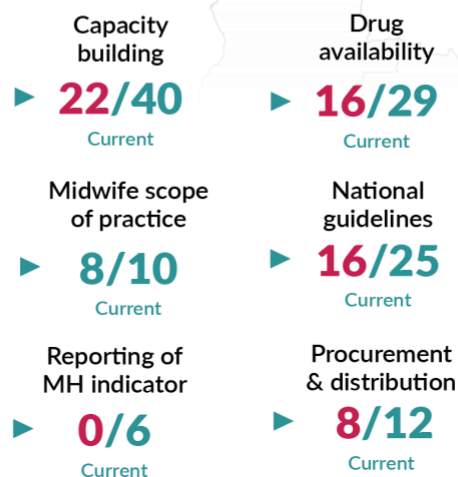 Capacity
building
22/40
Current
Drug
availability
16/29
Current
Midwife scope
of practice
8/10
Current
National
guidelines
16/25
Current
Reporting of
MH indicator
0/6
Current
Procurement
& distribution
8/12
Current